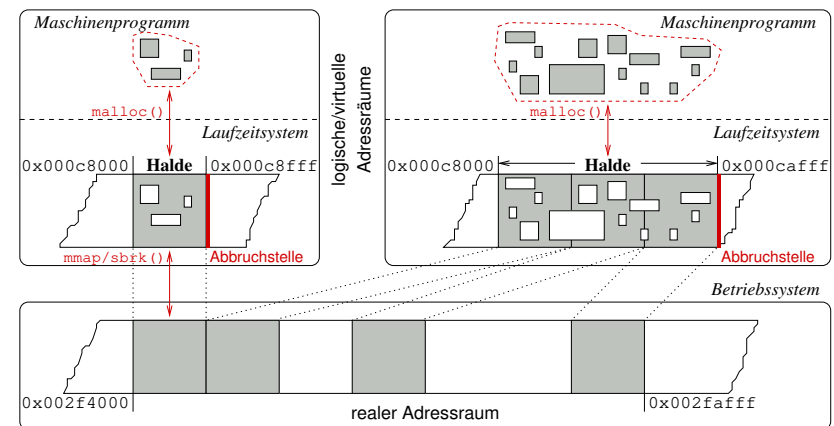 Maschinenprogramm
malloc()
Laufzeitsystem
0x000c8000
Halde
0x000c8fff
mmap/sbrk()
Abbruchstelle
logische/virtuelle
Adressräume
Maschinenprogramm
malloc()
Laufzeitsystem
0x000c8000
Halde
0x000cafff
Abbruchstelle
Betriebssystem
0x002f4000
realer Adressraum
0x002fafff